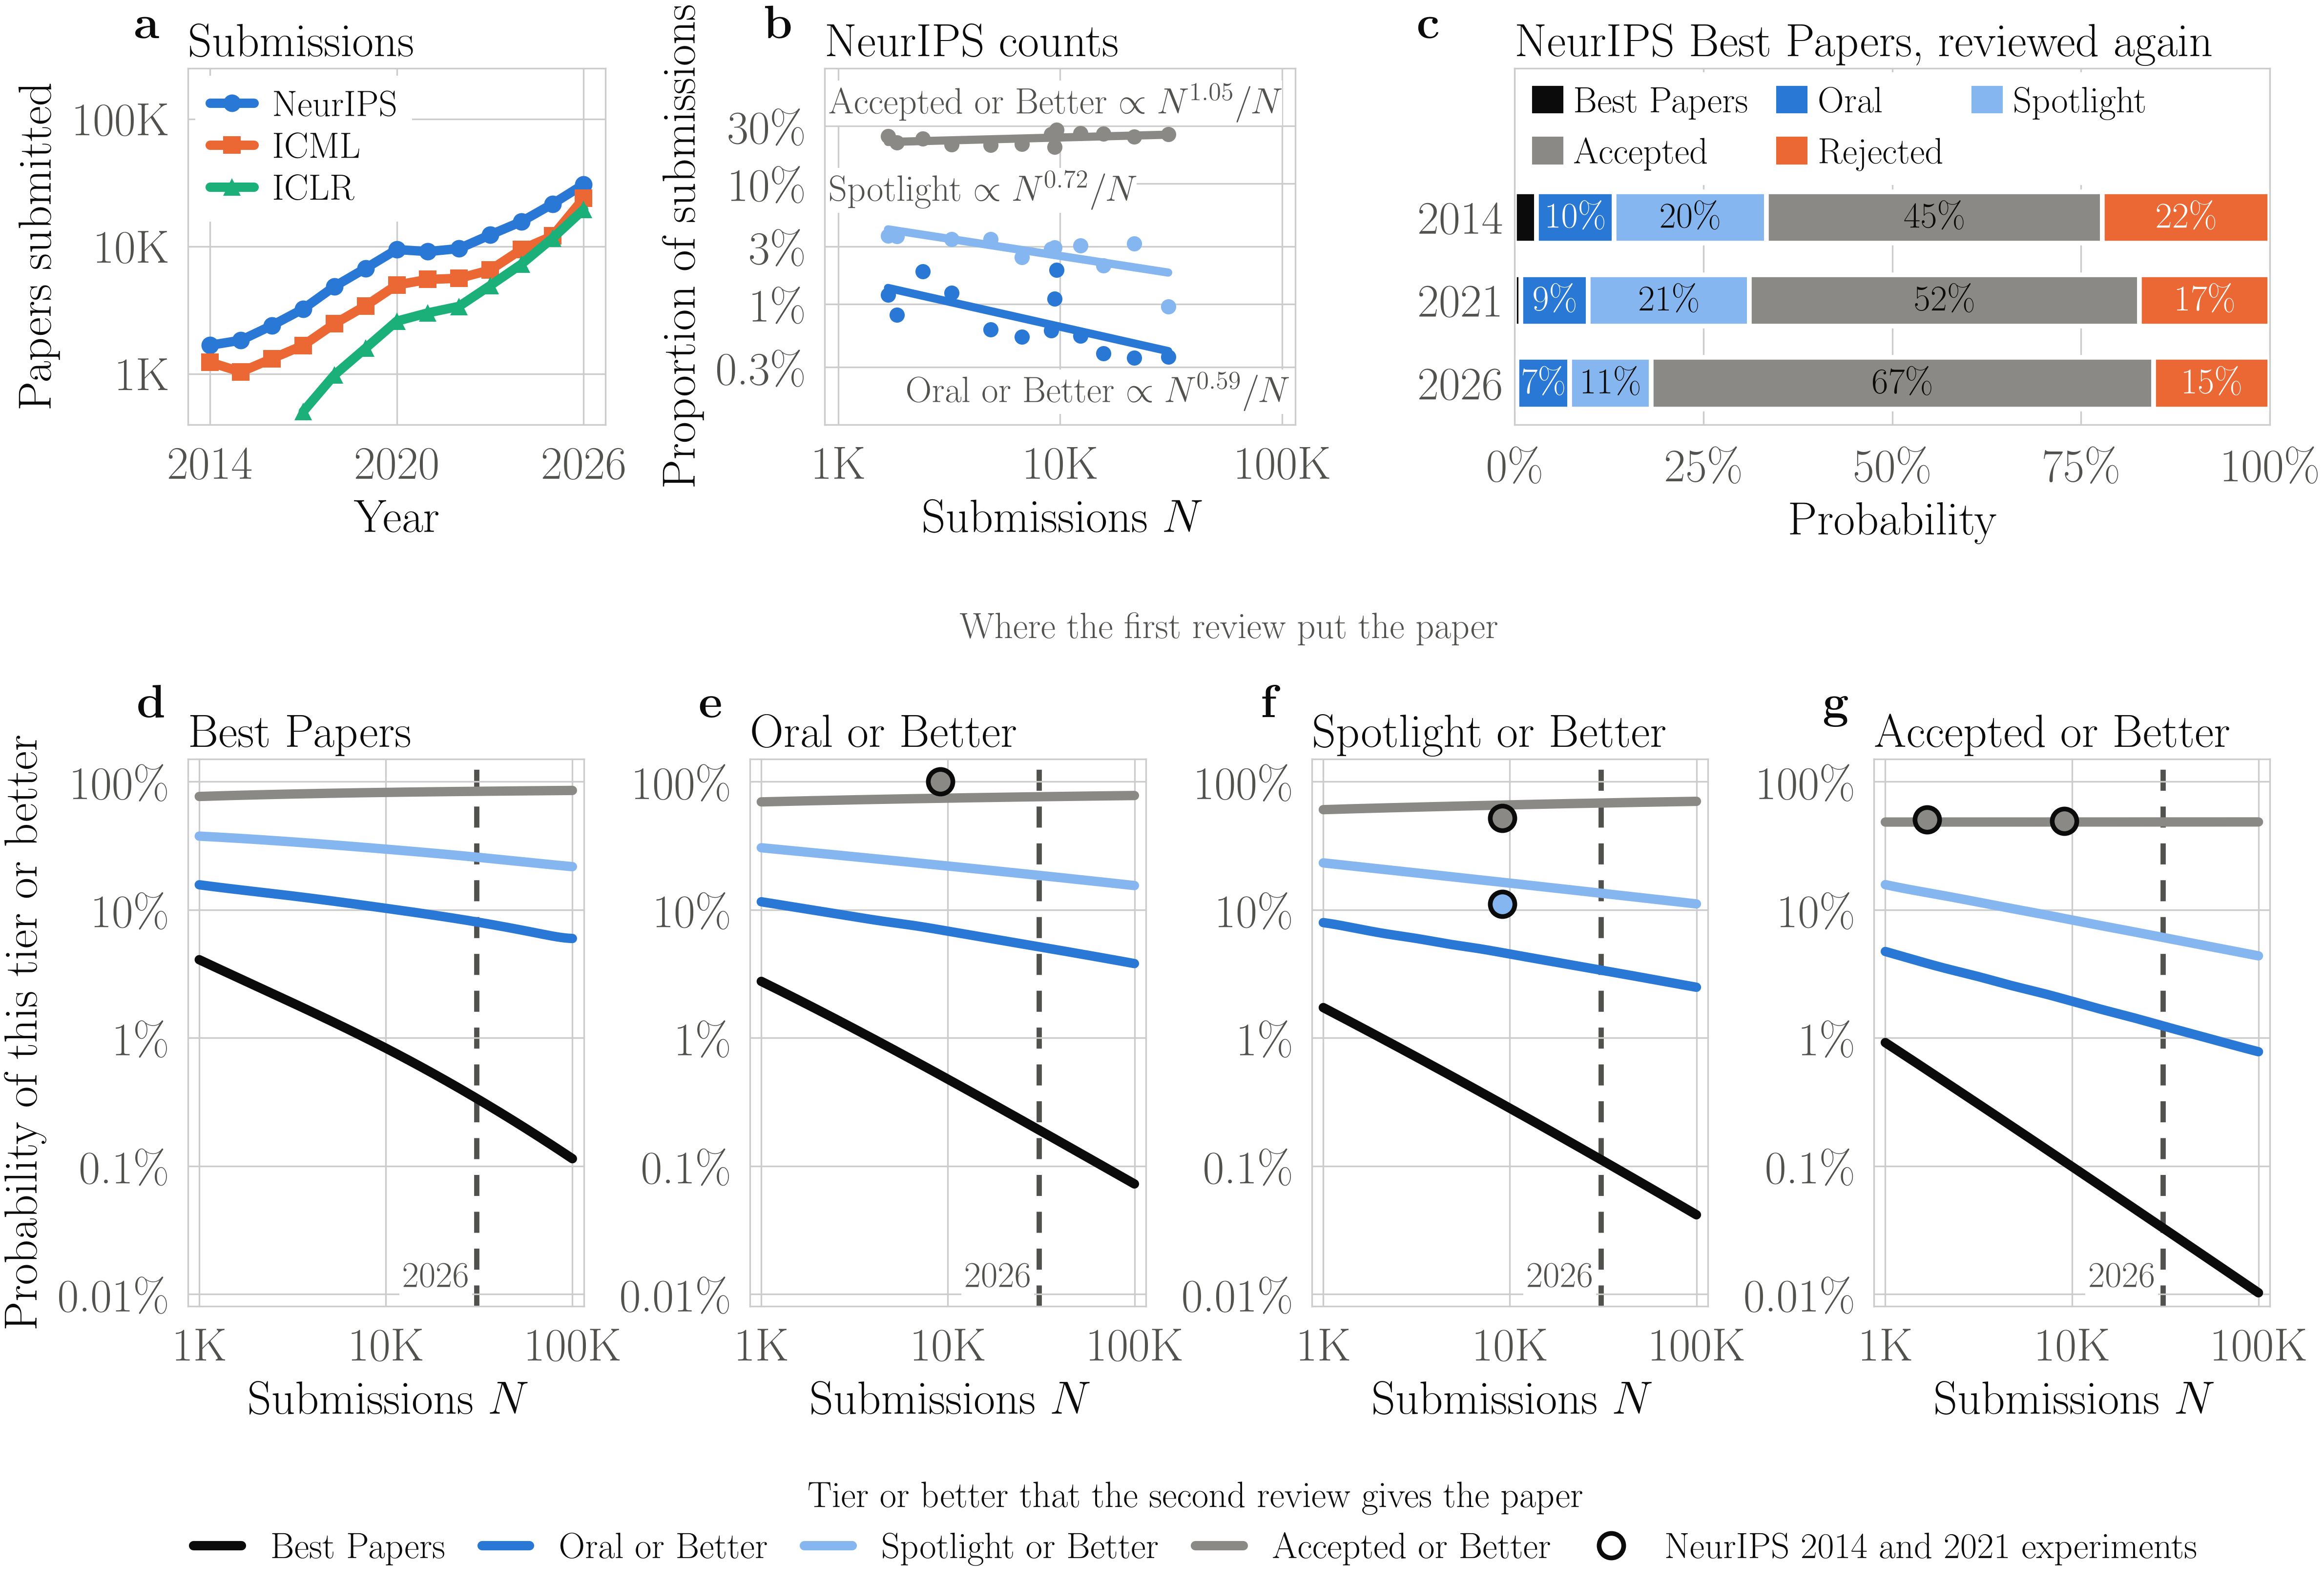 a Submissions
Papers submitted
100K
10K
1K
NeurIPS
ICML
ICLR
2014 2020 2026
Year
b NeurIPS counts
Proportion of submissions
30%
10%
3%
1%
0.3%
Accepted or Better ∝ N^1.05/N
Spotlight ∝ N^0.72/N
Oral or Better ∝ N^0.59/N
1K 10K 100K
Submissions N
c NeurIPS Best Papers, reviewed again
Best Papers Oral Spotlight
Accepted Rejected
2014 10% 20% 45% 22%
2021 9% 21% 52% 17%
2026 7% 11% 67% 15%
0% 25% 50% 75% 100%
Probability
Where the first review put the paper
Probability of this tier or better
d Best Papers
100%
10%
1%
0.1%
0.01%
2026
1K 10K 100K
Submissions N
e Oral or Better
100%
10%
1%
0.1%
0.01%
2026
1K 10K 100K
Submissions N
f Spotlight or Better
100%
10%
1%
0.1%
0.01%
2026
1K 10K 100K
Submissions N
g Accepted or Better
100%
10%
1%
0.1%
0.01%
2026
1K 10K 100K
Submissions N
Tier or better that the second review gives the paper
Best Papers Oral or Better Spotlight or Better Accepted or Better NeurIPS 2014 and 2021 experiments